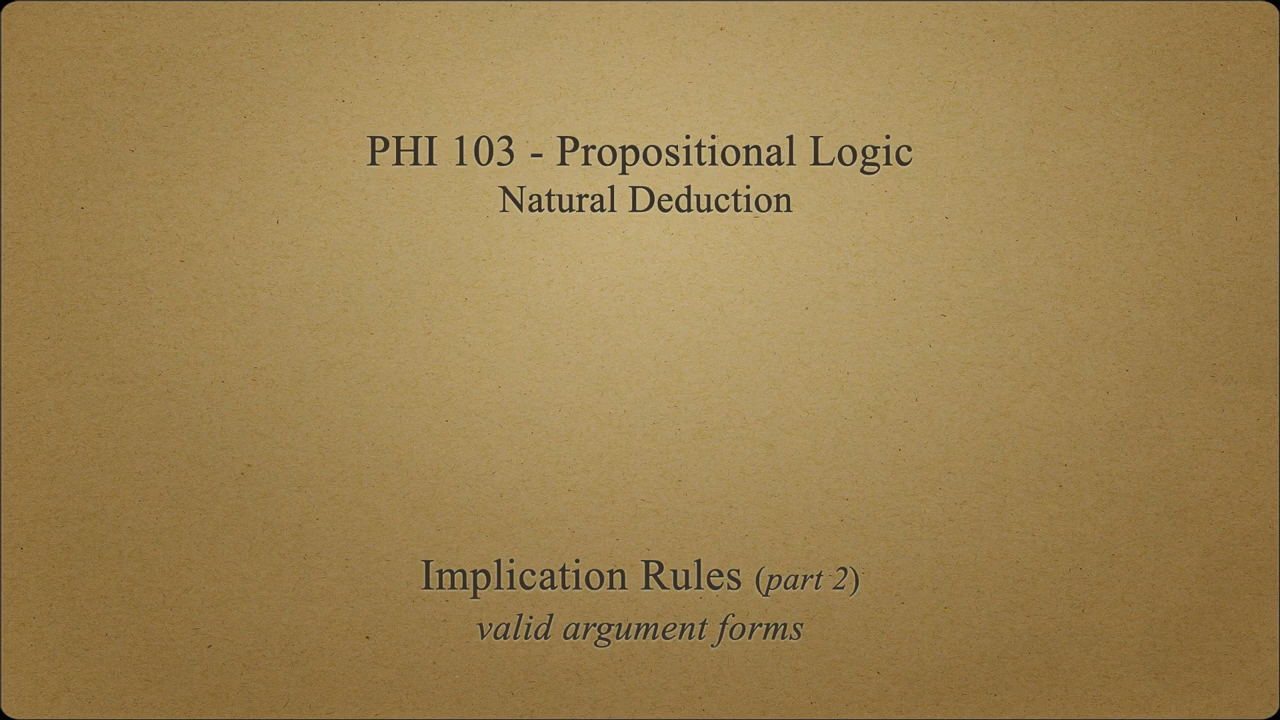 PHI 103 - Propositional Logic
Natural Deduction
Implication Rules (part 2)
valid argument forms